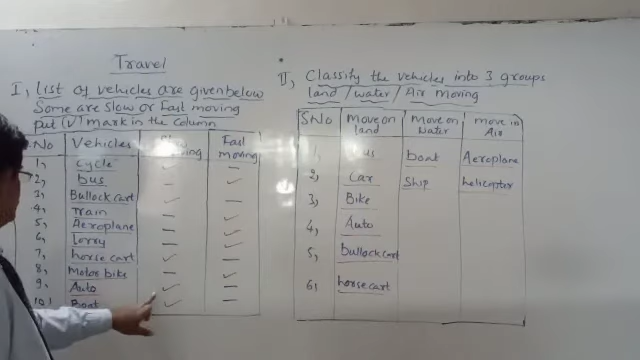 Travel
I, List of vehicles are given below
Some are Slow or Fast moving
put (✓) mark in the column
S.No Vehicles Slow moving Fast moving
1, cycle ✓ —
2, bus — ✓
3, Bullock cart ✓ —
4, Train — ✓
5, Aeroplane — ✓
6, lorry — ✓
7, horse cart ✓ —
8, Motor bike — ✓
9, Auto ✓ —
10, Boat ✓ —
II, Classify the vehicles into 3 groups
land / water / Air moving
S.No Move on land Move on Water move in Air
1, bus boat Aeroplane
2, Car Ship helicopter
3, Bike
4, Auto
5, bullock cart
6, horse cart